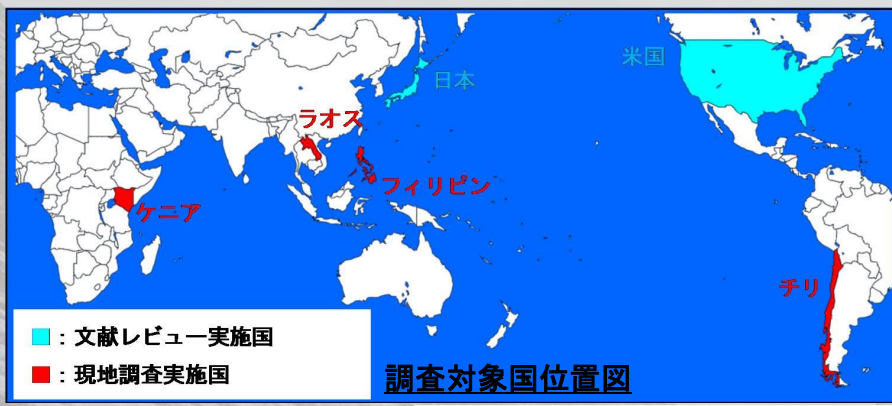 米国
日本
ラオス
フィリピン
ケニア
チリ
：文献レビュー実施国
：現地調査実施国
調査対象国位置図